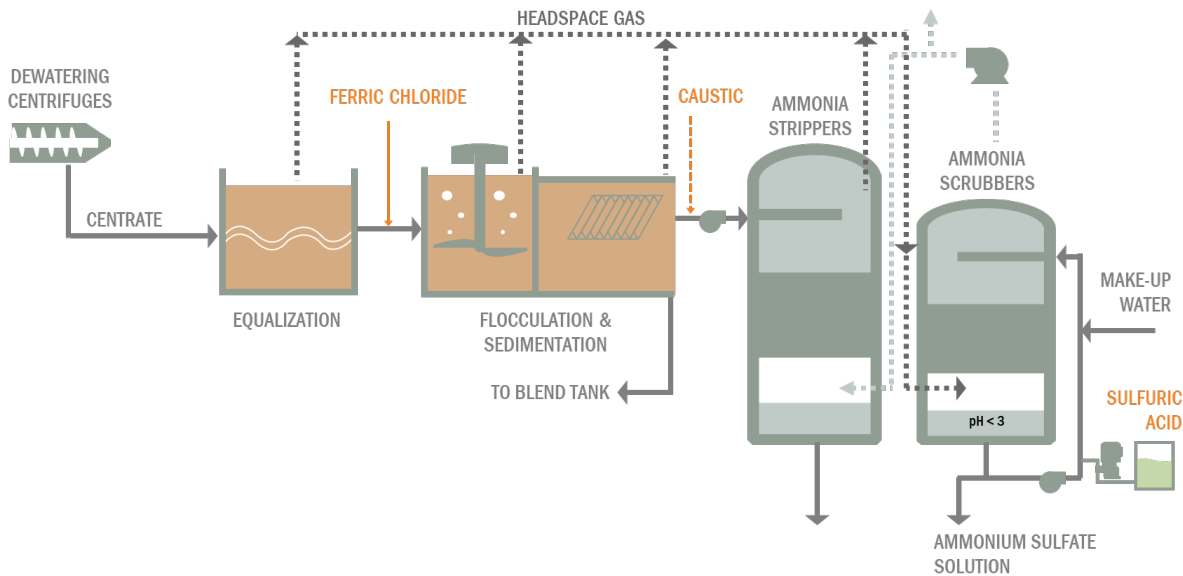 HEADSPACE GAS
DEWATERING
CENTRIFUGES
FERRIC CHLORIDE
CAUSTIC
AMMONIA
STRIPPERS
AMMONIA
SCRUBBERS
CENTRATE
MAKE-UP
WATER
EQUALIZATION
FLOCCULATION &
SEDIMENTATION
TO BLEND TANK
SULFURIC
ACID
pH < 3
AMMONIUM SULFATE
SOLUTION